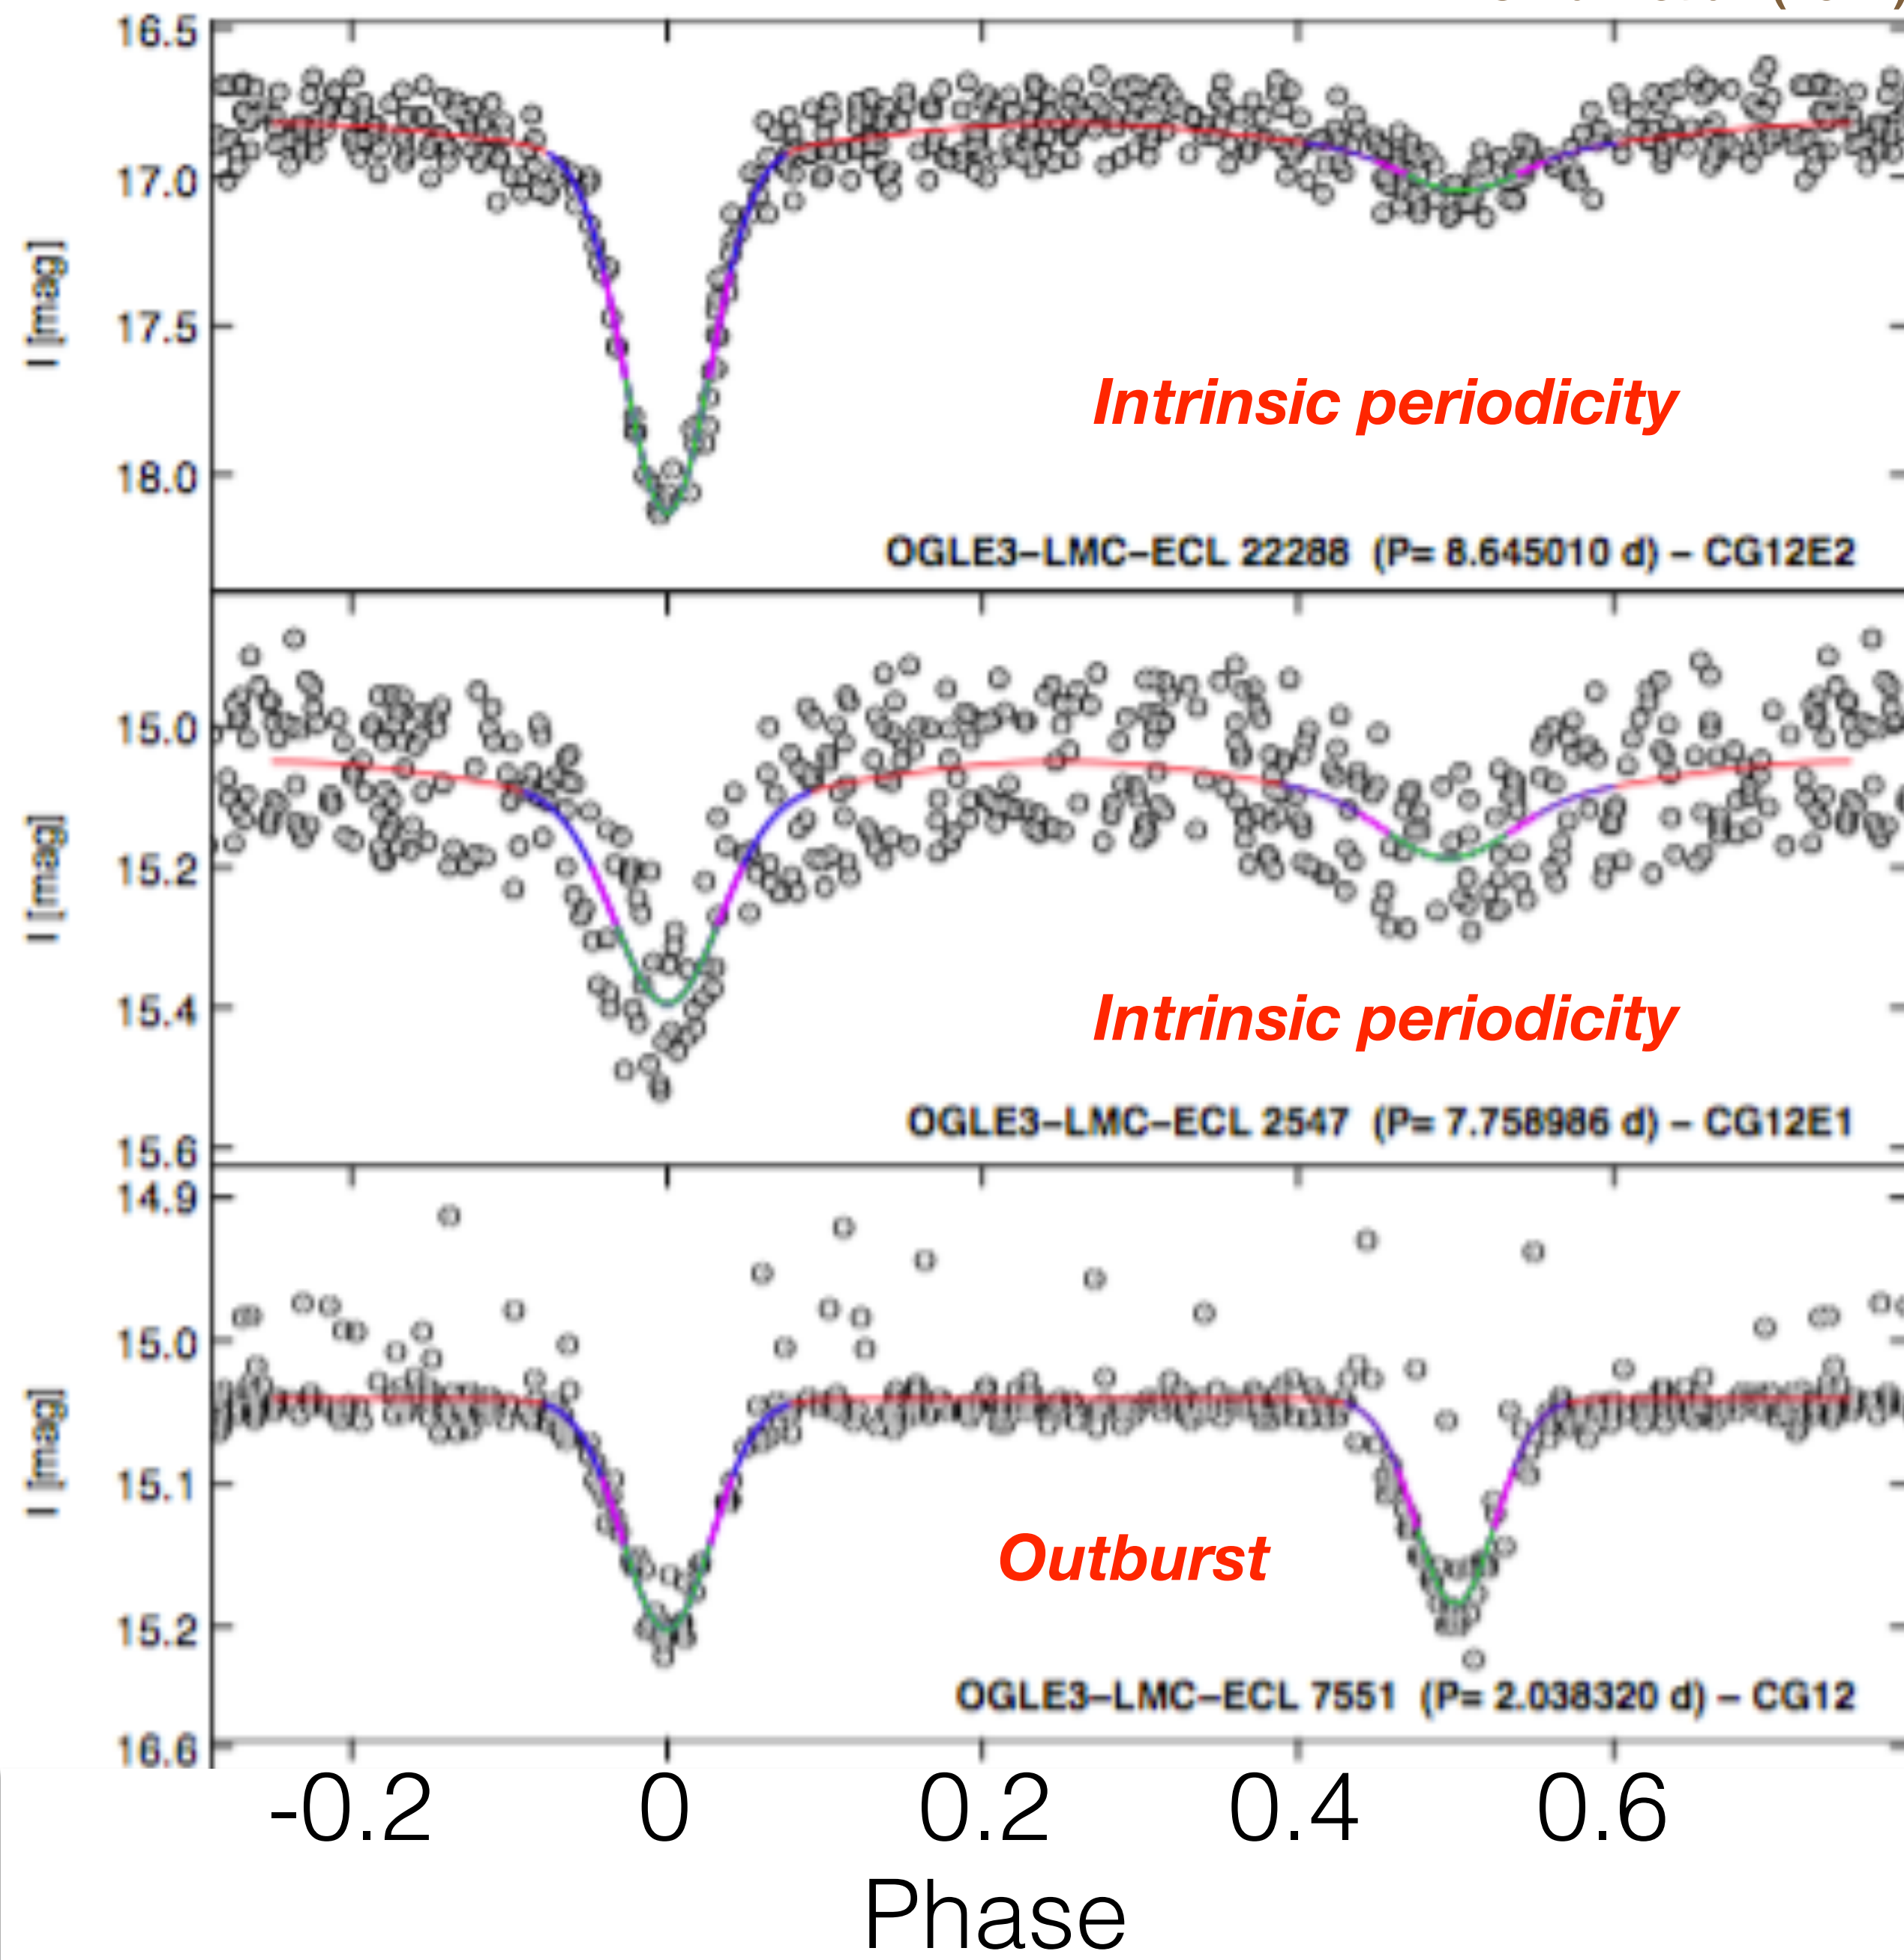 16.5
17.0
17.5
18.0
I [mag]
Intrinsic periodicity
OGLE3−LMC−ECL 22288 (P= 8.645010 d) − CG12E2
15.0
15.2
15.4
15.6
I [mag]
Intrinsic periodicity
OGLE3−LMC−ECL 2547 (P= 7.758986 d) − CG12E1
14.9
15.0
15.1
15.2
16.6
I [mag]
Outburst
OGLE3−LMC−ECL 7551 (P= 2.038320 d) − CG12
-0.2 0 0.2 0.4 0.6
Phase